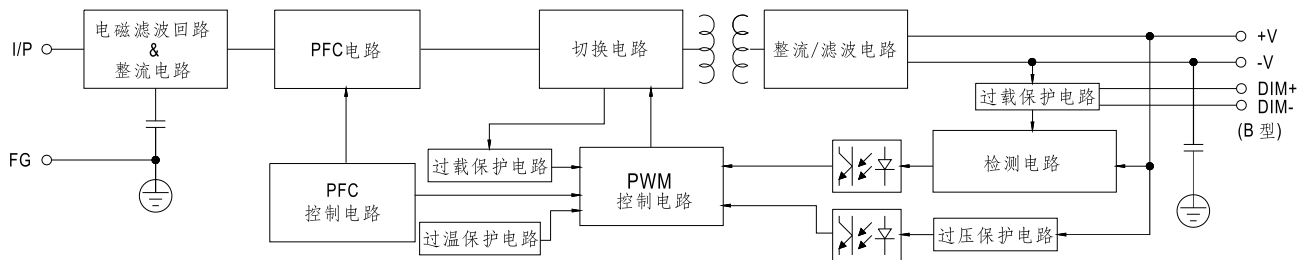 I/P
电磁滤波回路
&
整流电路
PFC电路
切换电路
整流/滤波电路
+V
-V
过载保护电路
DIM+
DIM-
(B 型)
FG
过载保护电路
PFC
控制电路
过温保护电路
PWM
控制电路
检测电路
过压保护电路